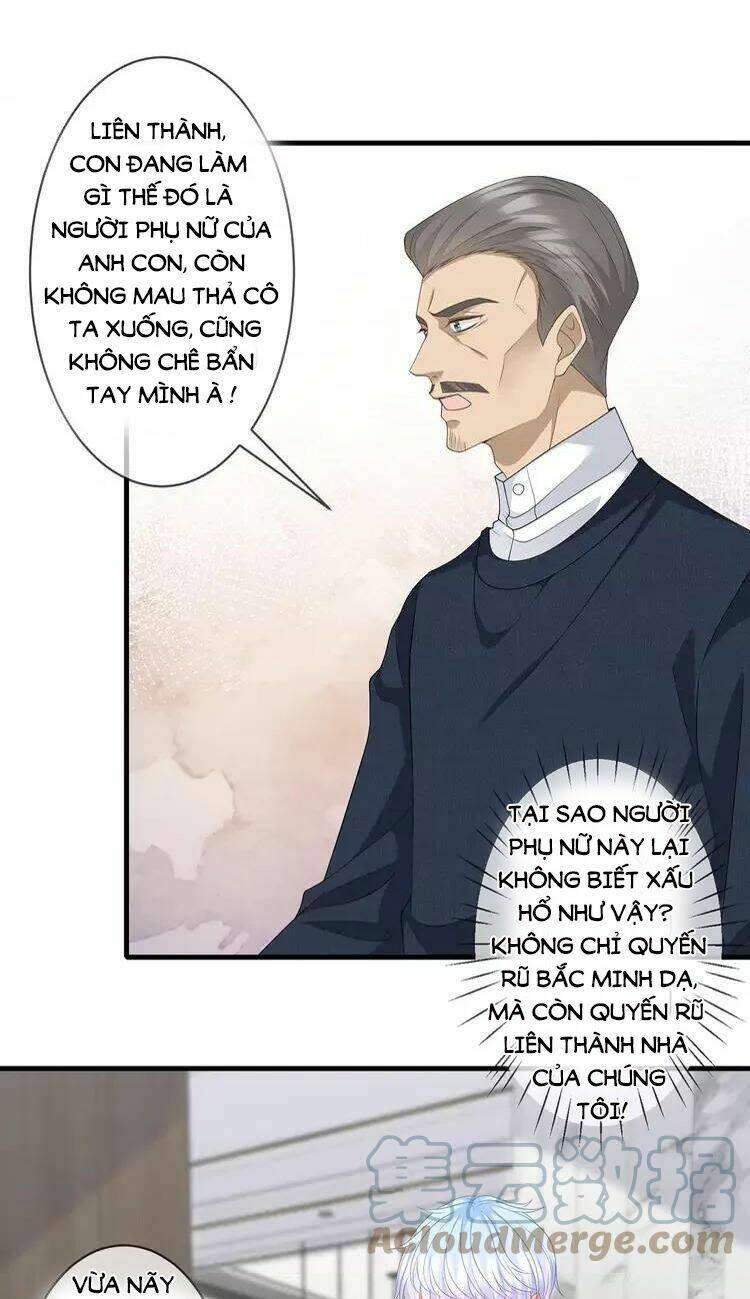 LIÊN THÀNH,
CON ĐANG LÀM
GÌ THẾ ĐÓ LÀ
NGƯỜI PHỤ NỮ CỦA
ANH CON, CÒN
KHÔNG MAU THẢ CÔ
TA XUỐNG, CŨNG
KHÔNG CHÊ BẨN
TAY MÌNH À !
TẠI SAO NGƯỜI
PHỤ NỮ NÀY LẠI
KHÔNG BIẾT XẤU
HỔ NHƯ VẬY?
KHÔNG CHỈ QUYẾN
RŨ BẮC MINH DẠ,
MÀ CÒN QUYẾN RŨ
LIÊN THÀNH NHÀ
CỦA CHÚNG
TÔI!
集云数据
AcloudMerge.com
VỪA NÃY